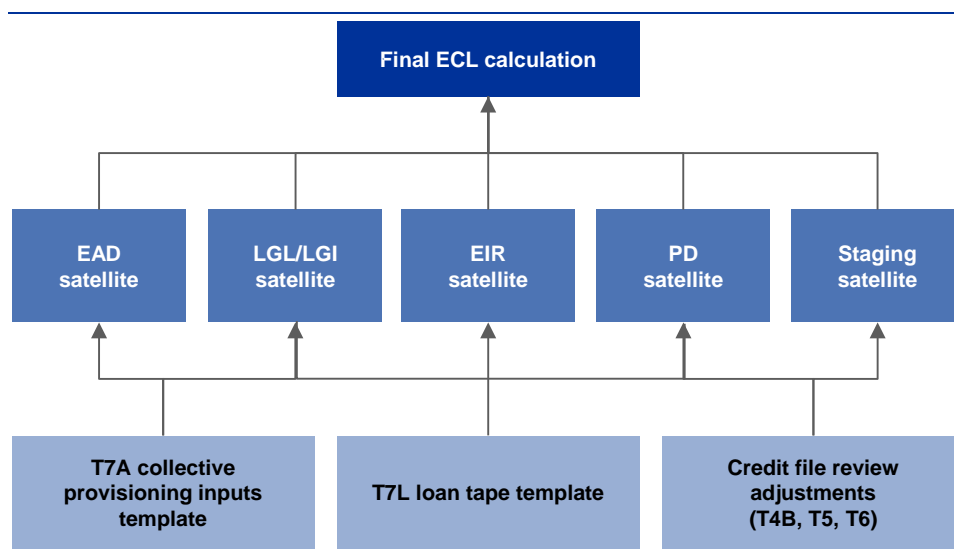 Final ECL calculation
EAD
satellite
LGL/LGI
satellite
EIR
satellite
PD
satellite
Staging
satellite
T7A collective
provisioning inputs
template
T7L loan tape template
Credit file review
adjustments
(T4B, T5, T6)